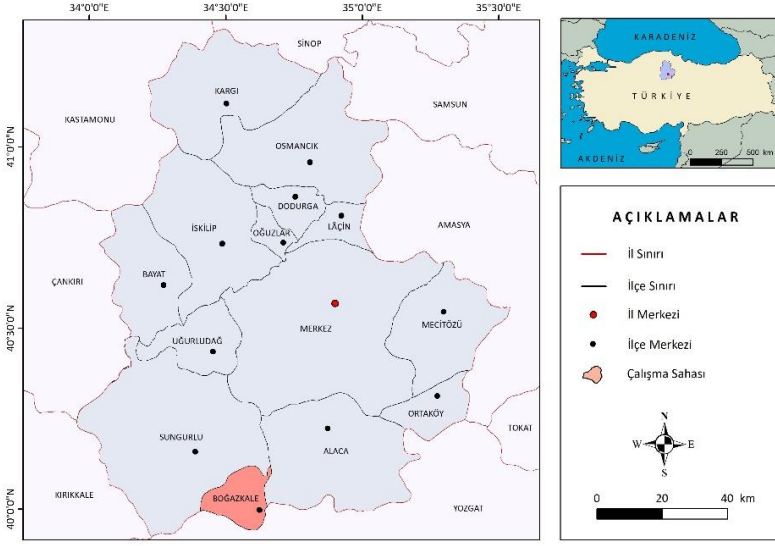 34°0'0"E
34°30'0"E
35°0'0"E
35°30'0"E
41°0'0"N
40°30'0"N
40°0'0"N
SİNOP
KARGI
SAMSUN
KASTAMONU
OSMANCIK
DODURGA
İSKİLİP
OĞUZLAR
LÂÇİN
AMASYA
BAYAT
ÇANKIRI
MERKEZ
MECİTÖZÜ
UĞURLUDAĞ
ORTAKÖY
TOKAT
SUNGURLU
ALACA
KIRIKKALE
BOĞAZKALE
YOZGAT
KARADENİZ
TÜRKİYE
AKDENİZ
0 250 500 km
AÇIKLAMALAR
İl Sınırı
İlçe Sınırı
İl Merkezi
İlçe Merkezi
Çalışma Sahası
N
W E
S
0 20 40 km